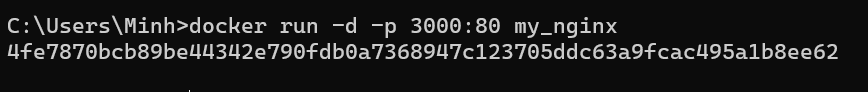 C:\Users\Minh>docker run -d -p 3000:80 my_nginx
4fe7870bcb89be44342e790fdb0a7368947c123705ddc63a9fcac495a1b8ee62